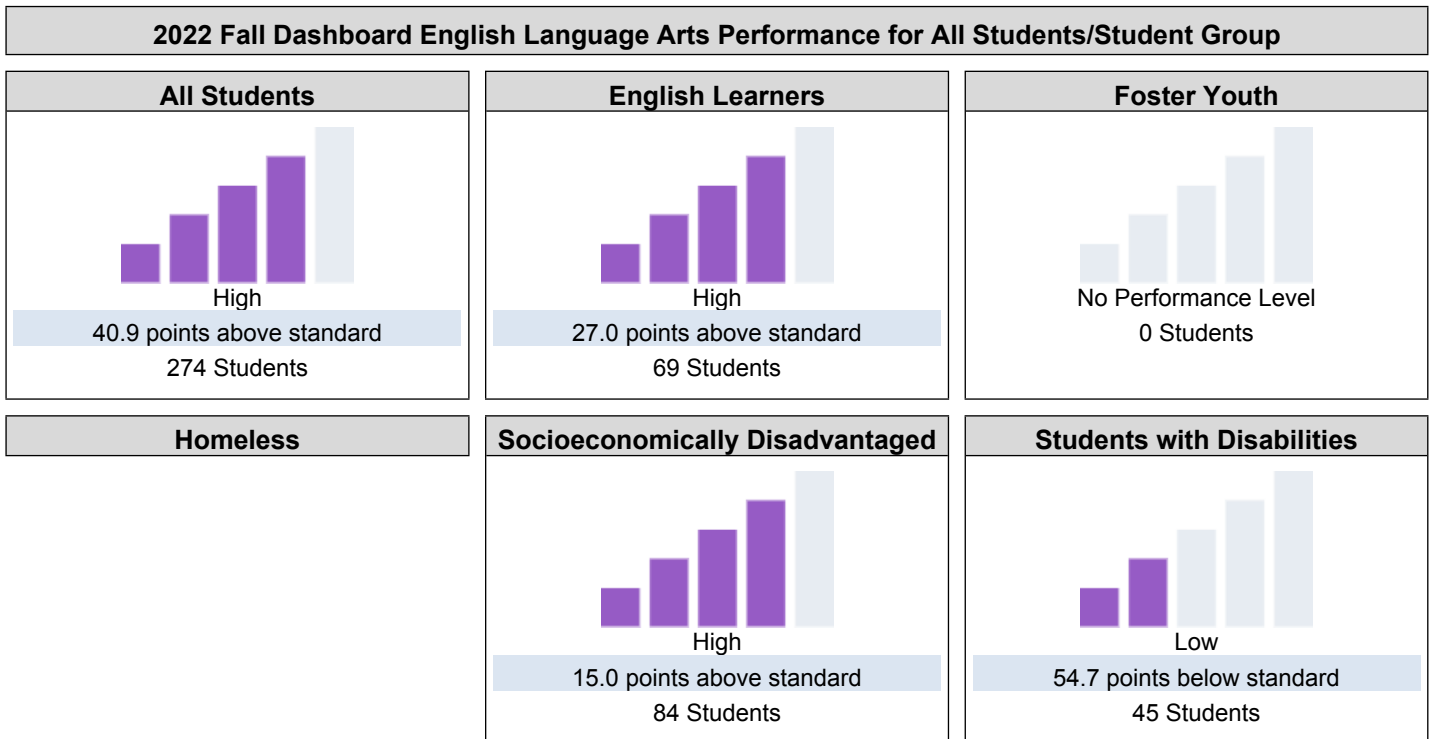 2022 Fall Dashboard English Language Arts Performance for All Students/Student Group
All Students
High
40.9 points above standard
274 Students
English Learners
High
27.0 points above standard
69 Students
Foster Youth
No Performance Level
0 Students
Homeless
Socioeconomically Disadvantaged
High
15.0 points above standard
84 Students
Students with Disabilities
Low
54.7 points below standard
45 Students